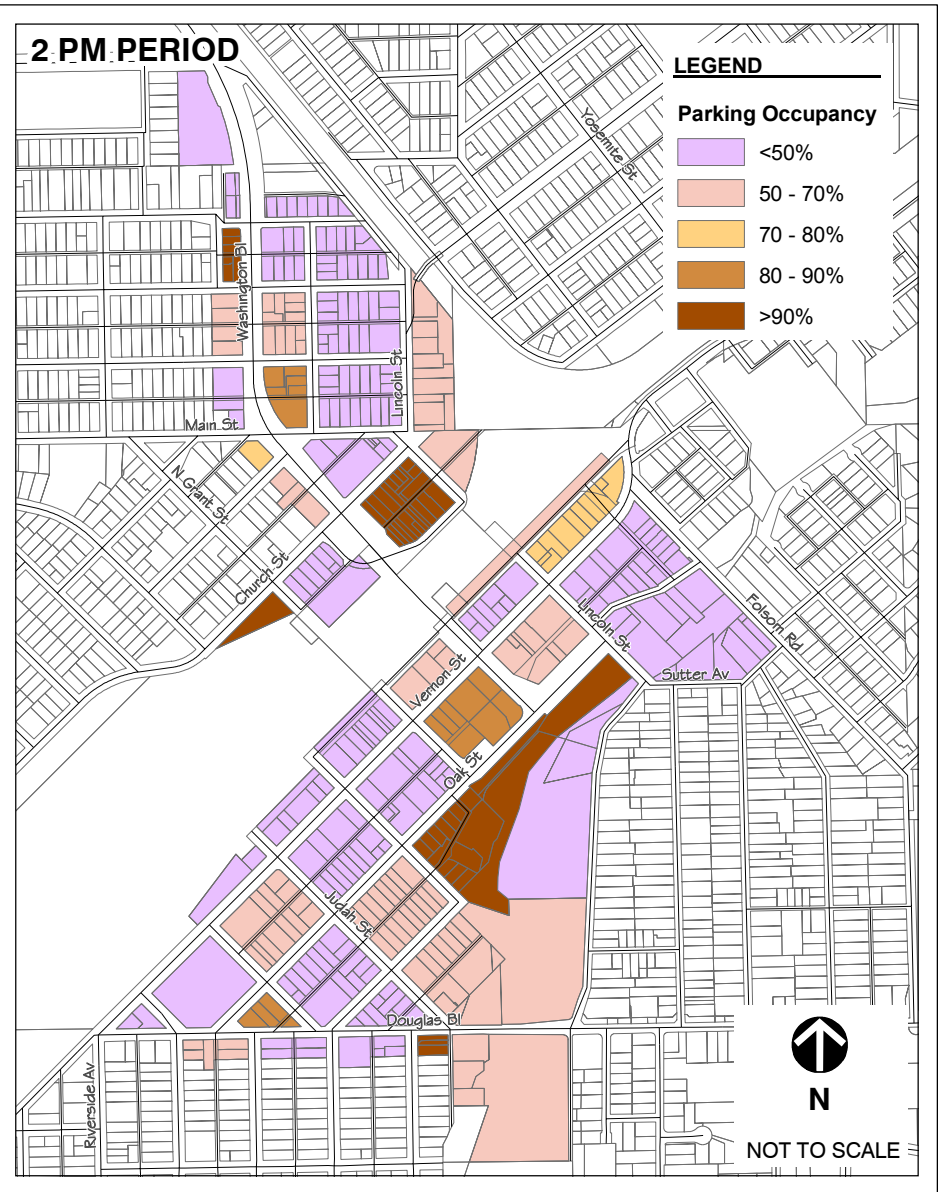 2 PM PERIOD
LEGEND
Parking Occupancy
<50%
50 - 70%
70 - 80%
80 - 90%
>90%
Yosemite St
Washington Bl
Lincoln St
Main St
N Grant St
Church St
Lincoln St
Folsom Rd
Vernon St
Sutter Av
Oak St
Judah St
Douglas Bl
Riverside Av
N
NOT TO SCALE